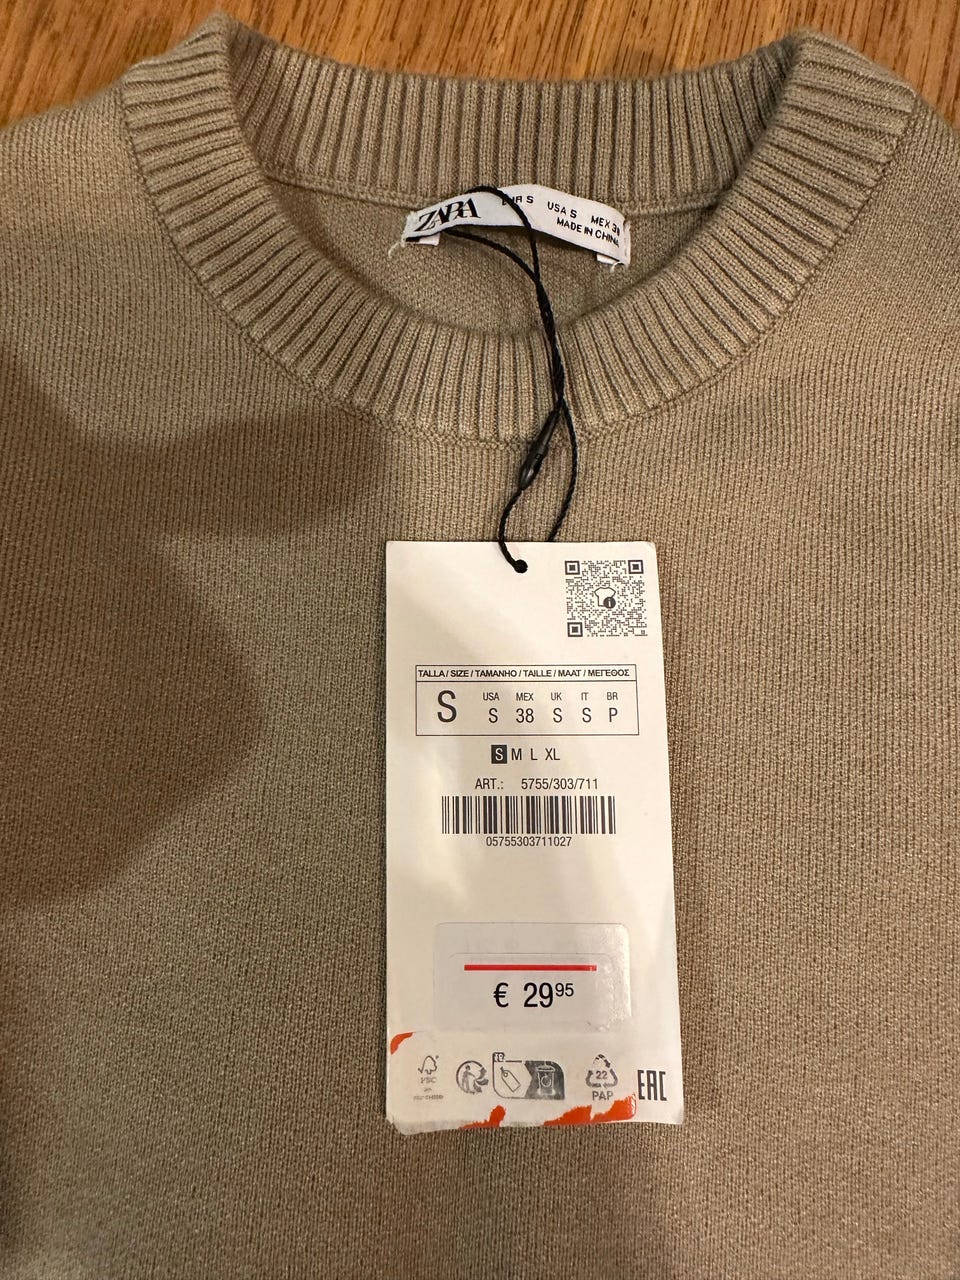 ZARA
EUR S USA S MEX 38
MADE IN CHINA
TALLA / SIZE / TAMANHO / TAILLE / MAAT / ΜΕΓΕΘΟΣ
S
USA MEX UK IT BR
S 38 S S P
S M L XL
ART.: 5755/303/711
05755303711027
€ 29 95
FSC
22
PAP
EAC